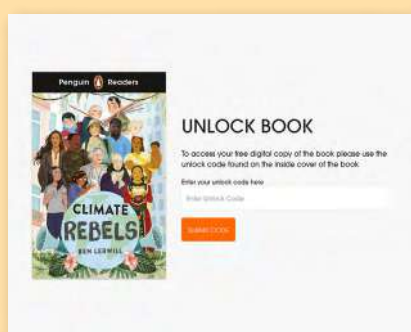 Penguin Readers
CLIMATE
REBELS
BEN LERWILL
UNLOCK BOOK
To access your free digital copy of the book please use the
unlock code found on the inside cover of the book
Enter your unlock code here
Enter Unlock Code
SUBMIT CODE